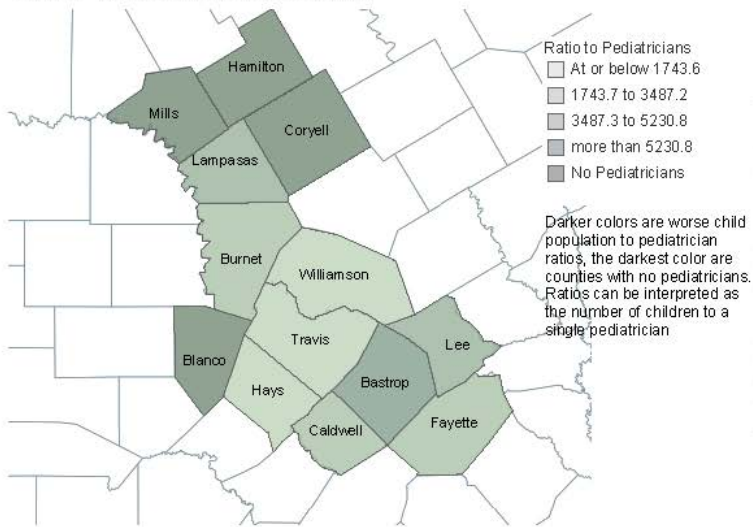 Hamilton
Mills
Coryell
Lampasas
Burnet
Williamson
Travis
Lee
Blanco
Bastrop
Hays
Caldwell
Fayette
Ratio to Pediatricians
At or below 1743.6
1743.7 to 3487.2
3487.3 to 5230.8
more than 5230.8
No Pediatricians
Darker colors are worse child
population to pediatrician
ratios, the darkest color are
counties with no pediatricians.
Ratios can be interpreted as
the number of children to a
single pediatrician